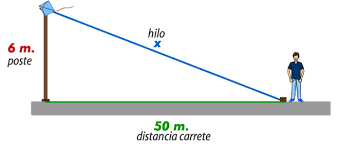 hilo
x
6 m.
poste
50 m.
distancia carrete